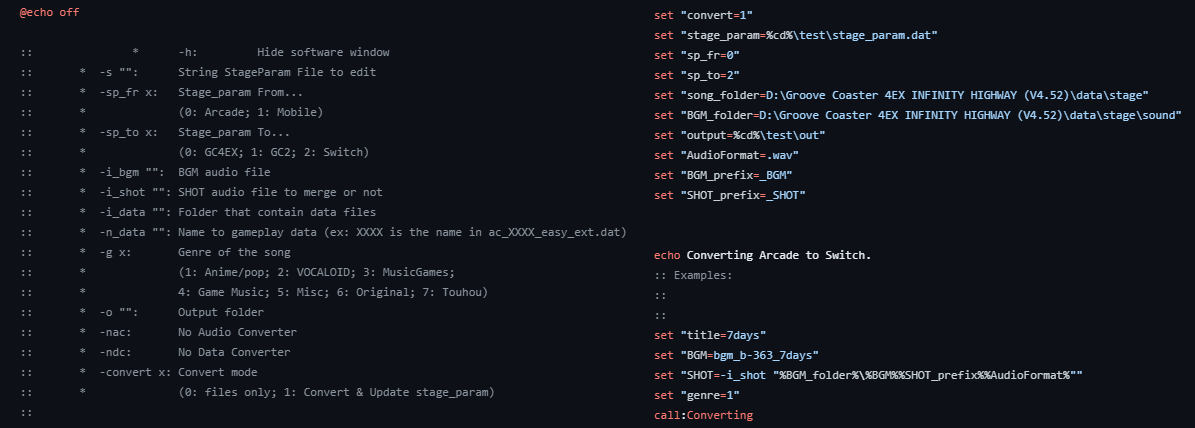 @echo off
::               *      -h:         Hide software window
::       *  -s "":      String StageParam File to edit
::       *  -sp_fr x:   Stage_param From...
::       *              (0: Arcade; 1: Mobile)
::       *  -sp_to x:   Stage_param To...
::       *              (0: GC4EX; 1: GC2; 2: Switch)
::       *  -i_bgm "":  BGM audio file
::       *  -i_shot "": SHOT audio file to merge or not
::       *  -i_data "": Folder that contain data files
::       *  -n_data "": Name to gameplay data (ex: XXXX is the name in ac_XXXX_easy_ext.dat)
::       *  -g x:       Genre of the song
::       *              (1: Anime/pop; 2: VOCALOID; 3: MusicGames;
::       *              4: Game Music; 5: Misc; 6: Original; 7: Touhou)
::       *  -o "":      Output folder
::       *  -nac:       No Audio Converter
::       *  -ndc:       No Data Converter
::       *  -convert x: Convert mode
::       *              (0: files only; 1: Convert & Update stage_param)
::
set "convert=1"
set "stage_param=%cd%\test\stage_param.dat"
set "sp_fr=0"
set "sp_to=2"
set "song_folder=D:\Groove Coaster 4EX INFINITY HIGHWAY (V4.52)\data\stage"
set "BGM_folder=D:\Groove Coaster 4EX INFINITY HIGHWAY (V4.52)\data\stage\sound"
set "output=%cd%\test\out"
set "AudioFormat=.wav"
set "BGM_prefix=_BGM"
set "SHOT_prefix=_SHOT"
echo Converting Arcade to Switch.
:: Examples:
::
::
set "title=7days"
set "BGM=bgm_b-363_7days"
set "SHOT=-i_shot "%BGM_folder%\%BGM%%SHOT_prefix%%AudioFormat%""
set "genre=1"
call:Converting